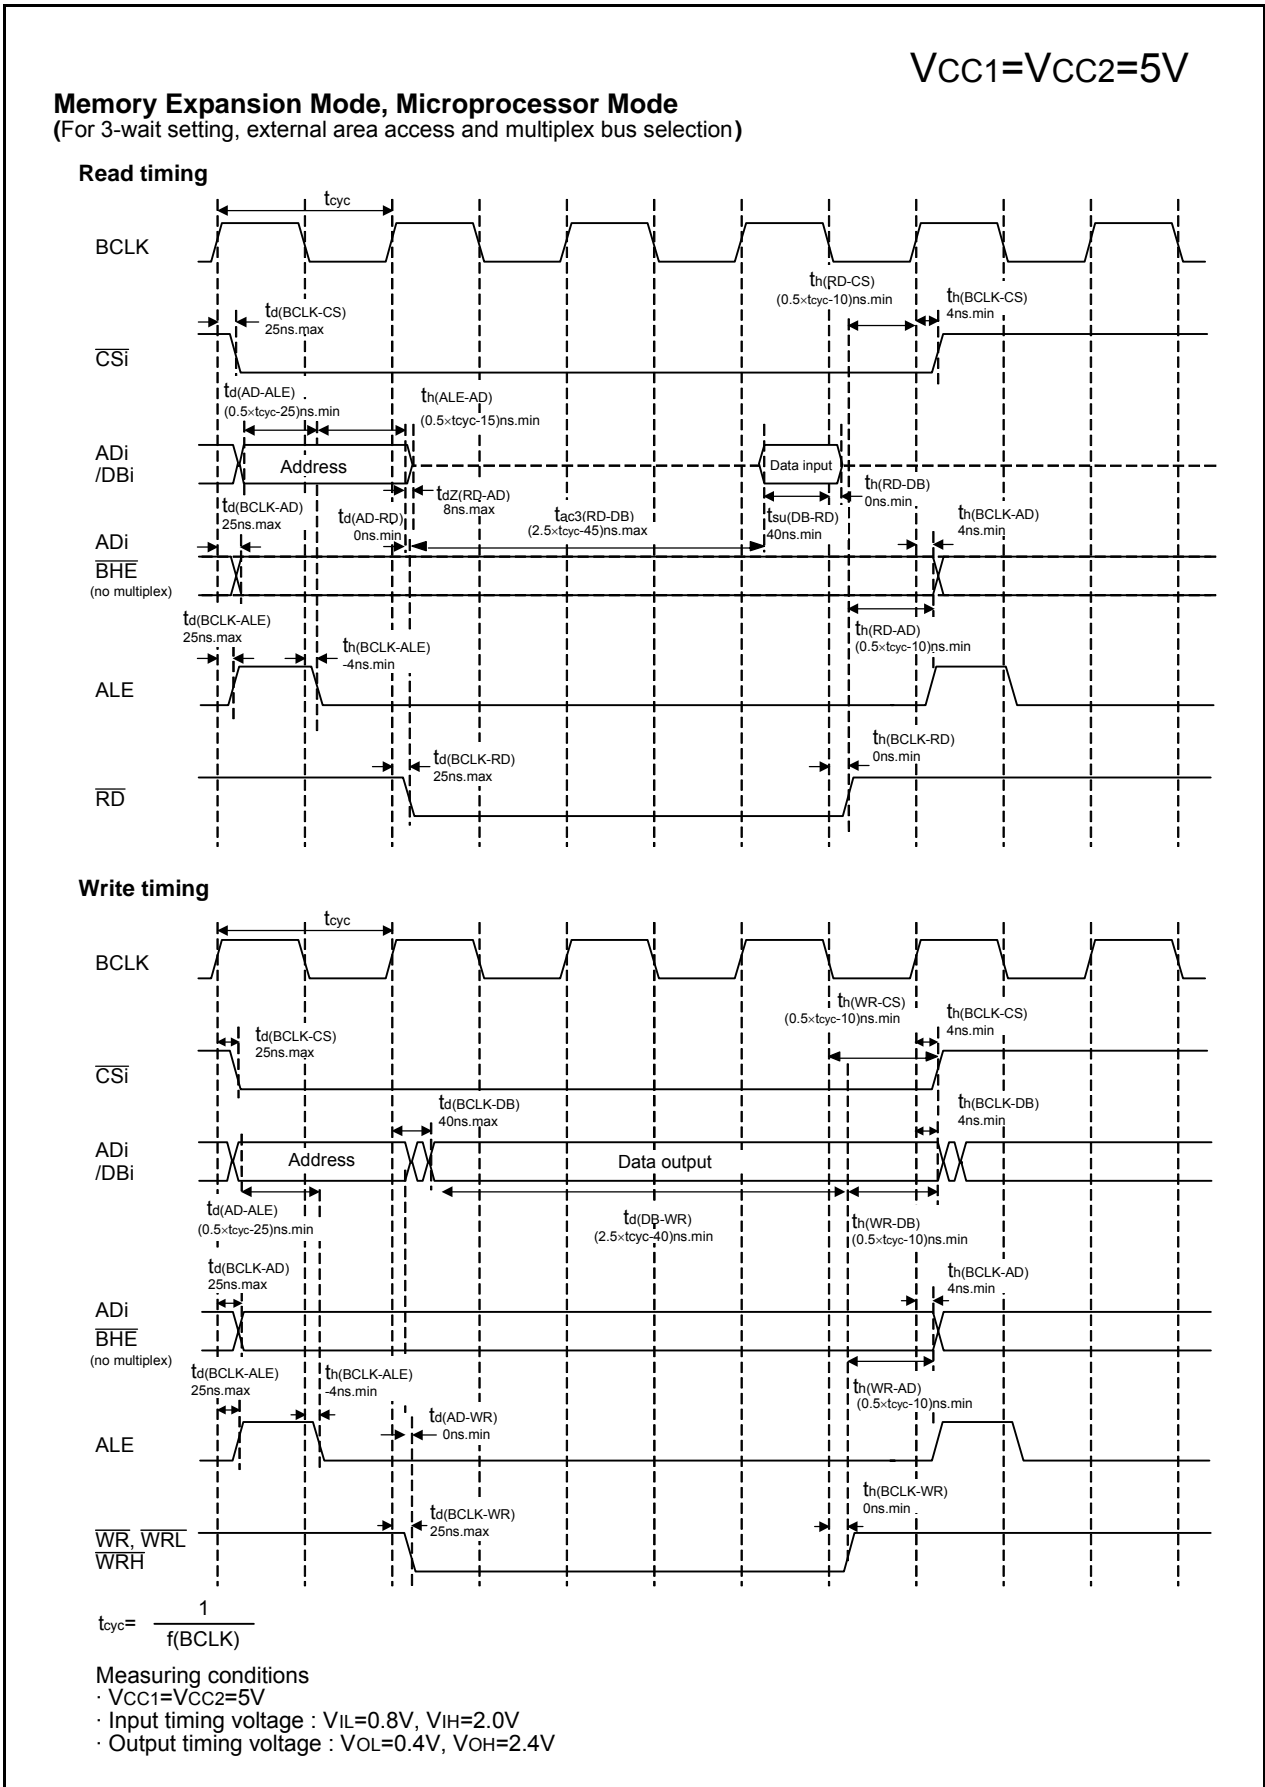 VCC1=VCC2=5V
Memory Expansion Mode, Microprocessor Mode
(For 3-wait setting, external area access and multiplex bus selection)
Read timing
tcyc
BCLK
th(RD-CS)
(0.5×tcyc-10)ns.min
th(BCLK-CS)
4ns.min
td(BCLK-CS)
25ns.max
CSi
td(AD-ALE)
(0.5×tcyc-25)ns.min
th(ALE-AD)
(0.5×tcyc-15)ns.min
ADi
/DBi
Address
Data input
td(BCLK-AD)
25ns.max
td(AD-RD)
0ns.min
tdZ(RD-AD)
8ns.max
tac3(RD-DB)
(2.5×tcyc-45)ns.max
tsu(DB-RD)
40ns.min
th(RD-DB)
0ns.min
th(BCLK-AD)
4ns.min
ADi
BHE
(no multiplex)
td(BCLK-ALE)
25ns.max
th(BCLK-ALE)
-4ns.min
th(RD-AD)
(0.5×tcyc-10)ns.min
ALE
td(BCLK-RD)
25ns.max
th(BCLK-RD)
0ns.min
RD
Write timing
tcyc
BCLK
th(WR-CS)
(0.5×tcyc-10)ns.min
th(BCLK-CS)
4ns.min
td(BCLK-CS)
25ns.max
CSi
td(BCLK-DB)
40ns.max
th(BCLK-DB)
4ns.min
ADi
/DBi
Address
Data output
td(AD-ALE)
(0.5×tcyc-25)ns.min
td(DB-WR)
(2.5×tcyc-40)ns.min
th(WR-DB)
(0.5×tcyc-10)ns.min
td(BCLK-AD)
25ns.max
th(BCLK-AD)
4ns.min
ADi
BHE
(no multiplex)
td(BCLK-ALE)
25ns.max
th(BCLK-ALE)
-4ns.min
th(WR-AD)
(0.5×tcyc-10)ns.min
td(AD-WR)
0ns.min
ALE
td(BCLK-WR)
25ns.max
th(BCLK-WR)
0ns.min
WR, WRL
WRH
tcyc=
1
f(BCLK)
Measuring conditions
· VCC1=VCC2=5V
· Input timing voltage : VIL=0.8V, VIH=2.0V
· Output timing voltage : VOL=0.4V, VOH=2.4V